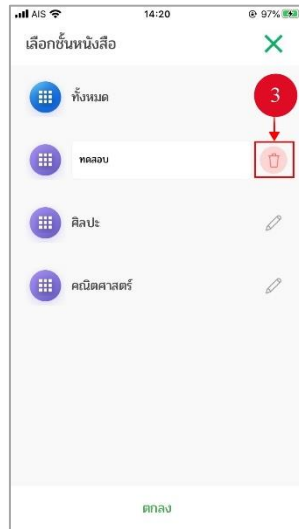 AIS 14:20 97%
เลือกชั้นหนังสือ
ทั้งหมด
3
ทดสอบ
ศิลปะ
คณิตศาสตร์
ตกลง